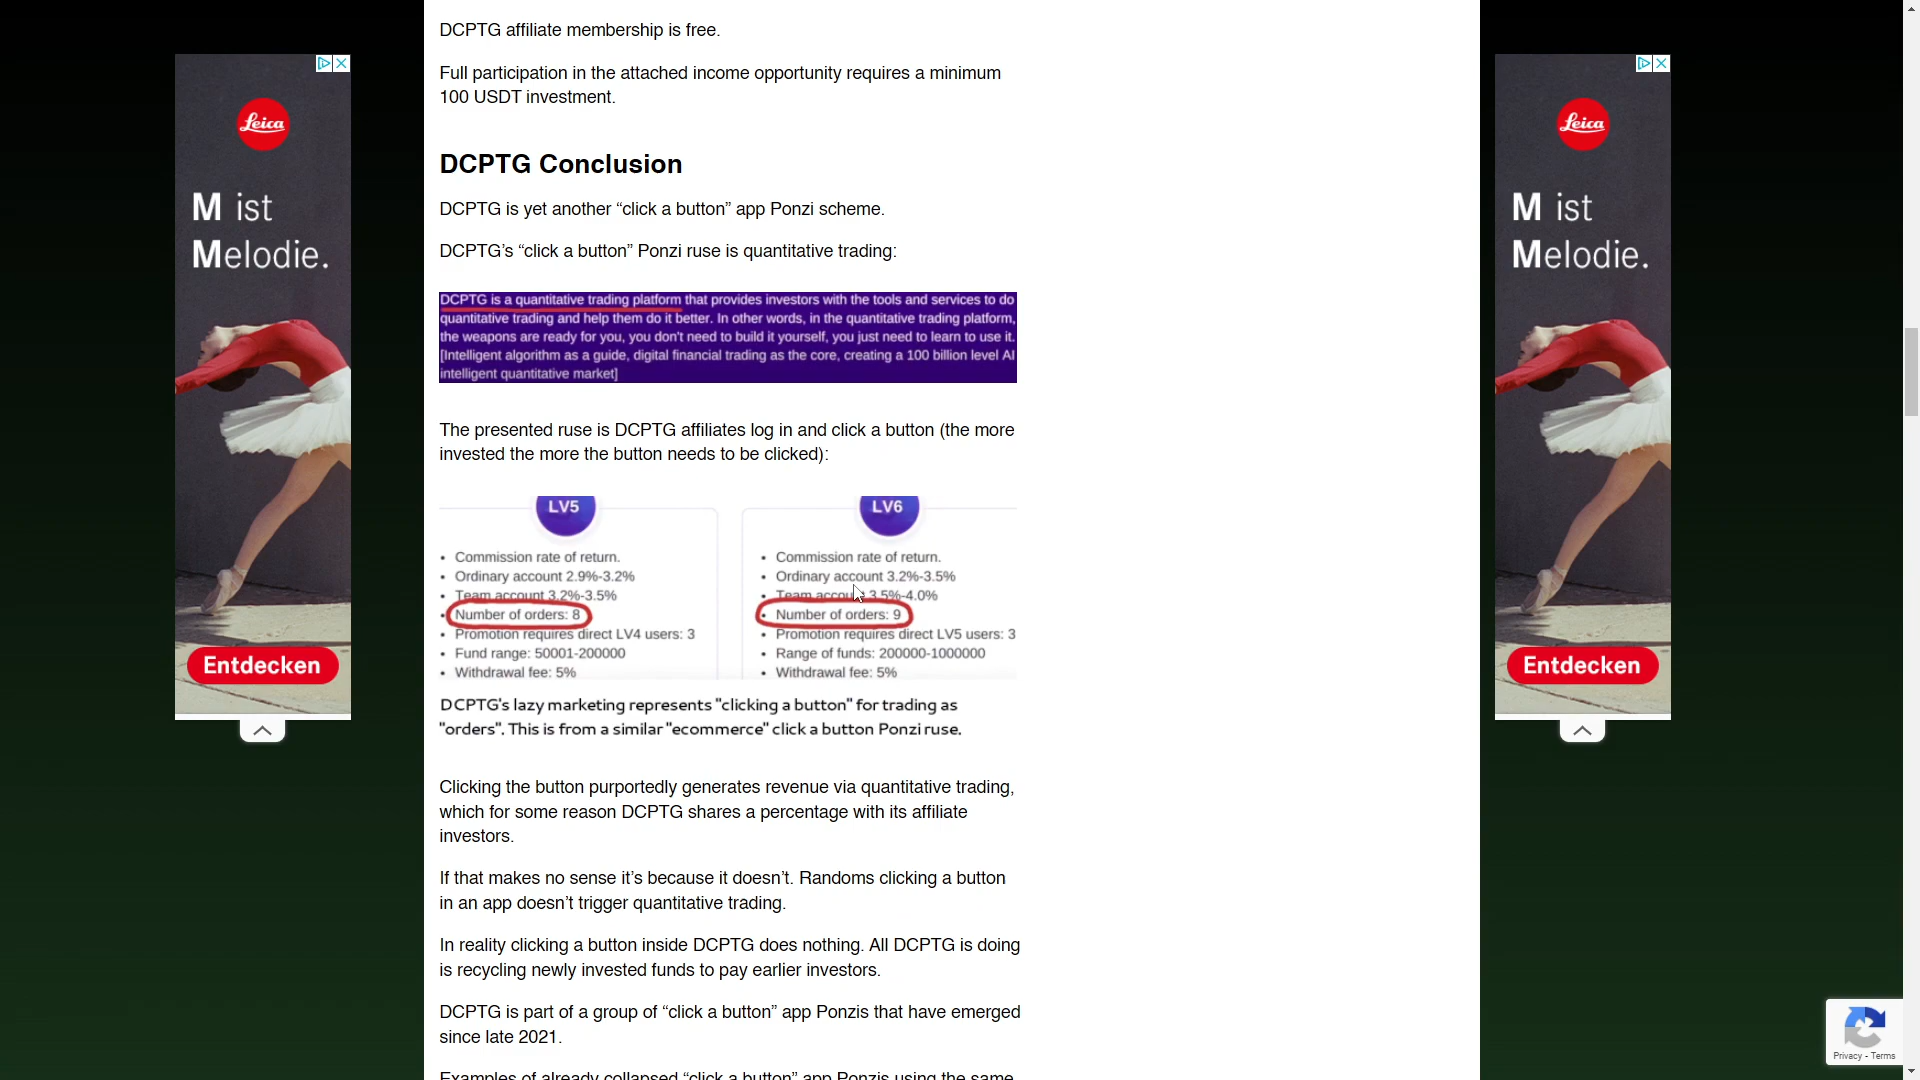 DCPTG affiliate membership is free.
Full participation in the attached income opportunity requires a minimum
100 USDT investment.
DCPTG Conclusion
DCPTG is yet another “click a button” app Ponzi scheme.
DCPTG’s “click a button” Ponzi ruse is quantitative trading:
DCPTG is a quantitative trading platform that provides investors with the tools and services to do
quantitative trading and help them do it better. In other words, in the quantitative trading platform,
the weapons are ready for you, you don't need to build it yourself, you just need to learn to use it.
[Intelligent algorithm as a guide, digital financial trading as the core, creating a 100 billion level AI
intelligent quantitative market]
The presented ruse is DCPTG affiliates log in and click a button (the more
invested the more the button needs to be clicked):
LV5
• Commission rate of return.
• Ordinary account 2.9%-3.2%
• Team account 3.2%-3.5%
• Number of orders: 8
• Promotion requires direct LV4 users: 3
• Fund range: 50001-200000
• Withdrawal fee: 5%
LV6
• Commission rate of return.
• Ordinary account 3.2%-3.5%
• Team account 3.5%-4.0%
• Number of orders: 9
• Promotion requires direct LV5 users: 3
• Range of funds: 200000-1000000
• Withdrawal fee: 5%
DCPTG's lazy marketing represents "clicking a button" for trading as
"orders". This is from a similar "ecommerce" click a button Ponzi ruse.
Clicking the button purportedly generates revenue via quantitative trading,
which for some reason DCPTG shares a percentage with its affiliate
investors.
If that makes no sense it’s because it doesn’t. Randoms clicking a button
in an app doesn’t trigger quantitative trading.
In reality clicking a button inside DCPTG does nothing. All DCPTG is doing
is recycling newly invested funds to pay earlier investors.
DCPTG is part of a group of “click a button” app Ponzis that have emerged
since late 2021.
Examples of already collapsed “click a button” app Ponzis using the same
Leica
M ist
Melodie.
Entdecken
Leica
M ist
Melodie.
Entdecken
Privacy - Terms